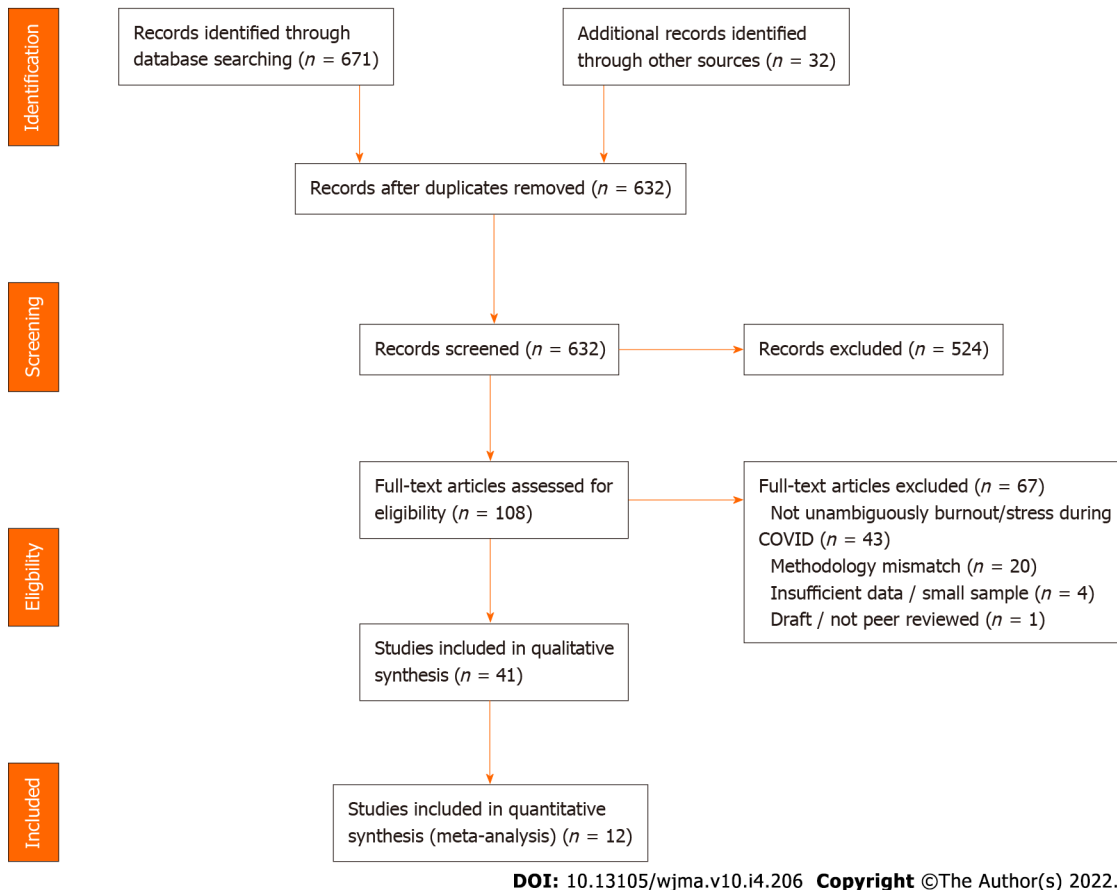 Identification
Records identified through
database searching (n = 671)
Additional records identified
through other sources (n = 32)
Records after duplicates removed (n = 632)
Screening
Records screened (n = 632)
Records excluded (n = 524)
Eligbility
Full-text articles assessed for
eligibility (n = 108)
Full-text articles excluded (n = 67)
Not unambiguously burnout/stress during
COVID (n = 43)
Methodology mismatch (n = 20)
Insufficient data / small sample (n = 4)
Draft / not peer reviewed (n = 1)
Studies included in qualitative
synthesis (n = 41)
Included
Studies included in quantitative
synthesis (meta-analysis) (n = 12)
DOI: 10.13105/wjma.v10.i4.206 Copyright ©The Author(s) 2022.